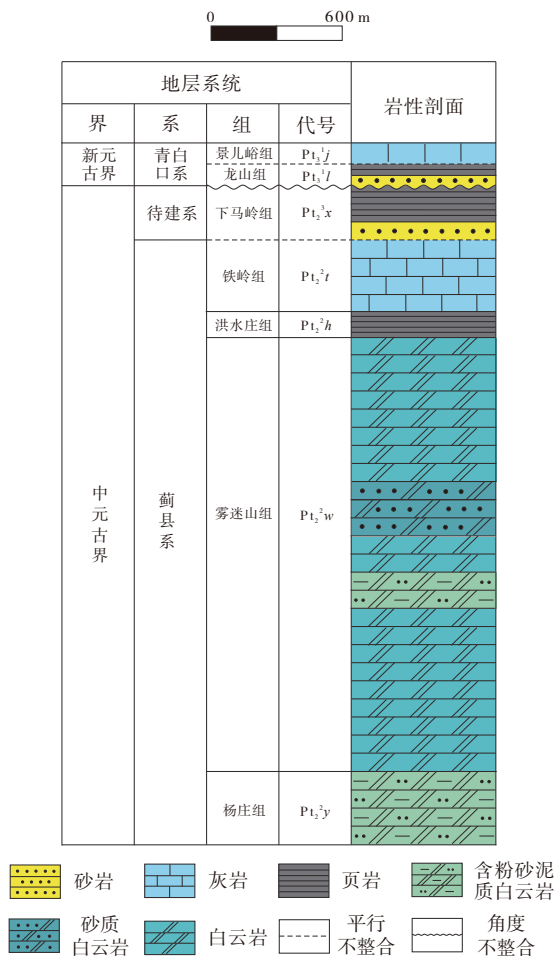 0 600 m
地层系统
岩性剖面
界 系 组 代号
新元古界
青白口系
景儿峪组 Pt₃¹j
龙山组 Pt₃¹l
待建系 下马岭组 Pt₂³x
铁岭组 Pt₂²t
洪水庄组 Pt₂²h
中元古界
蓟县系
雾迷山组 Pt₂²w
杨庄组 Pt₂²y
砂岩 灰岩 页岩 含粉砂泥
质白云岩
砂质
白云岩
白云岩
平行
不整合
角度
不整合